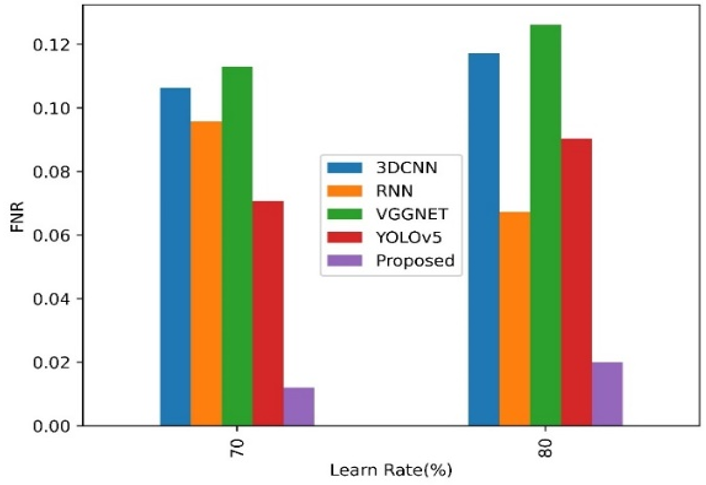 0.12
0.10
0.08
0.06
0.04
0.02
0.00
FNR
3DCNN
RNN
VGGNET
YOLOv5
Proposed
70
80
Learn Rate(%)